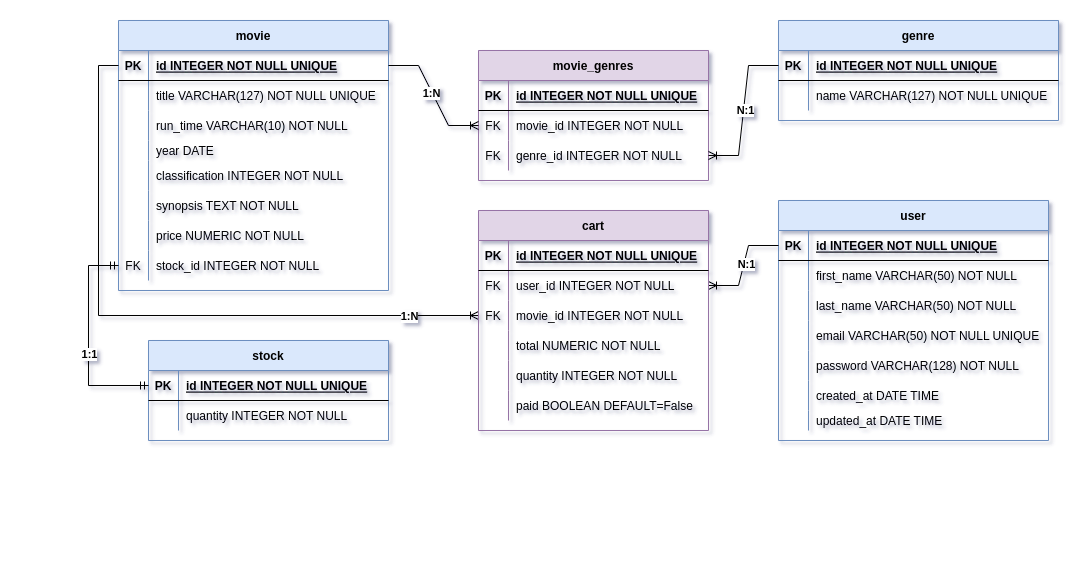 movie
PK id INTEGER NOT NULL UNIQUE
title VARCHAR(127) NOT NULL UNIQUE
run_time VARCHAR(10) NOT NULL
year DATE
classification INTEGER NOT NULL
synopsis TEXT NOT NULL
price NUMERIC NOT NULL
FK stock_id INTEGER NOT NULL
1:1
stock
PK id INTEGER NOT NULL UNIQUE
quantity INTEGER NOT NULL
1:N
movie_genres
PK id INTEGER NOT NULL UNIQUE
FK movie_id INTEGER NOT NULL
FK genre_id INTEGER NOT NULL
1:N
cart
PK id INTEGER NOT NULL UNIQUE
FK user_id INTEGER NOT NULL
FK movie_id INTEGER NOT NULL
total NUMERIC NOT NULL
quantity INTEGER NOT NULL
paid BOOLEAN DEFAULT=False
N:1
genre
PK id INTEGER NOT NULL UNIQUE
name VARCHAR(127) NOT NULL UNIQUE
N:1
user
PK id INTEGER NOT NULL UNIQUE
first_name VARCHAR(50) NOT NULL
last_name VARCHAR(50) NOT NULL
email VARCHAR(50) NOT NULL UNIQUE
password VARCHAR(128) NOT NULL
created_at DATE TIME
updated_at DATE TIME